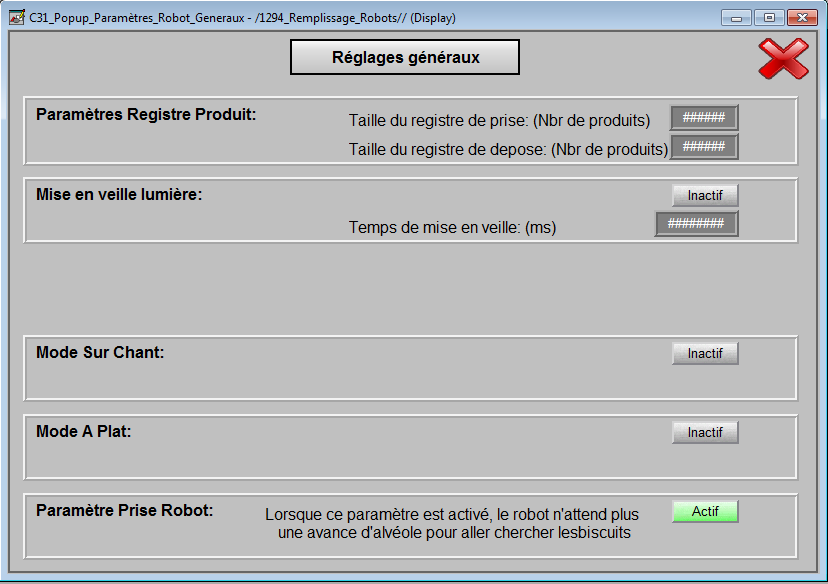 C31_Popup_Paramètres_Robot_Generaux - /1294_Remplissage_Robots// (Display)
Réglages généraux
Paramètres Registre Produit:
Taille du registre de prise: (Nbr de produits) ######
Taille du registre de depose: (Nbr de produits) ######
Mise en veille lumière: Inactif
Temps de mise en veille: (ms) ########
Mode Sur Chant: Inactif
Mode A Plat: Inactif
Paramètre Prise Robot: Lorsque ce paramètre est activé, le robot n'attend plus Actif
une avance d'alvéole pour aller chercher lesbiscuits